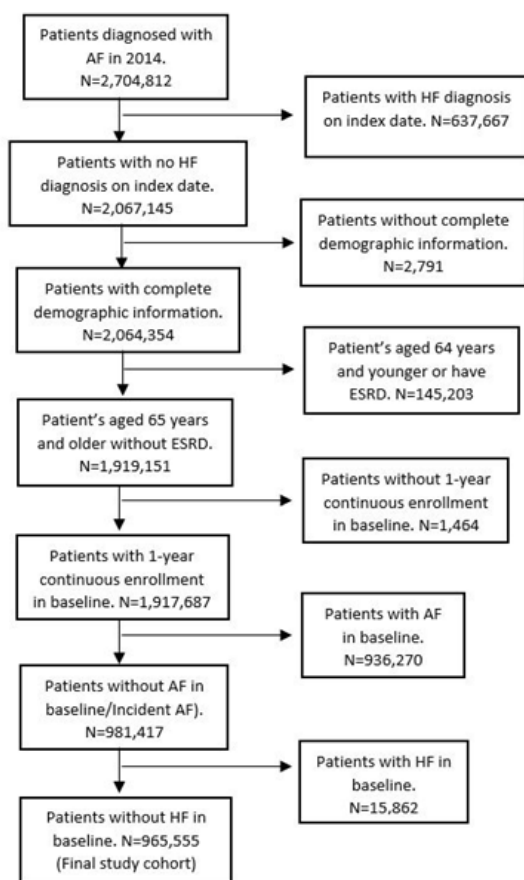 Patients diagnosed with
AF in 2014.
N=2,704,812
Patients with HF diagnosis
on index date. N=637,667
Patients with no HF
diagnosis on index date.
N=2,067,145
Patients without complete
demographic information.
N=2,791
Patients with complete
demographic information.
N=2,064,354
Patient's aged 64 years
and younger or have
ESRD. N=145,203
Patient's aged 65 years
and older without ESRD.
N=1,919,151
Patients without 1-year
continuous enrollment
in baseline. N=1,464
Patients with 1-year
continuous enrollment
in baseline. N=1,917,687
Patients with AF
in baseline.
N=936,270
Patients without AF in
baseline/Incident AF).
N=981,417
Patients with HF in
baseline.
N=15,862
Patients without HF in
baseline. N=965,555
(Final study cohort)